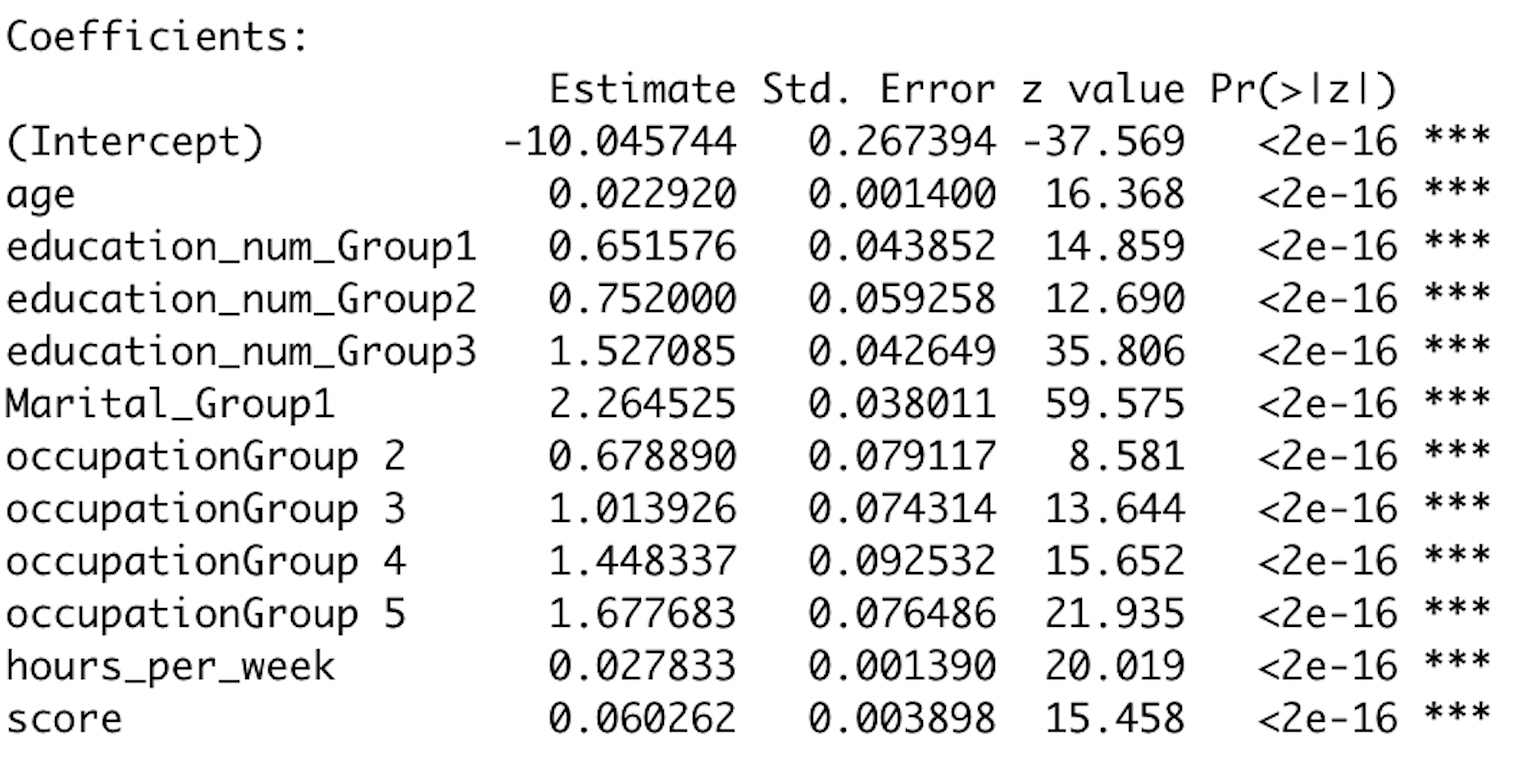 Coefficients:
Estimate Std. Error z value Pr(>|z|)
(Intercept) -10.045744 0.267394 -37.569 <2e-16 ***
age 0.022920 0.001400 16.368 <2e-16 ***
education_num_Group1 0.651576 0.043852 14.859 <2e-16 ***
education_num_Group2 0.752000 0.059258 12.690 <2e-16 ***
education_num_Group3 1.527085 0.042649 35.806 <2e-16 ***
Marital_Group1 2.264525 0.038011 59.575 <2e-16 ***
occupationGroup 2 0.678890 0.079117 8.581 <2e-16 ***
occupationGroup 3 1.013926 0.074314 13.644 <2e-16 ***
occupationGroup 4 1.448337 0.092532 15.652 <2e-16 ***
occupationGroup 5 1.677683 0.076486 21.935 <2e-16 ***
hours_per_week 0.027833 0.001390 20.019 <2e-16 ***
score 0.060262 0.003898 15.458 <2e-16 ***